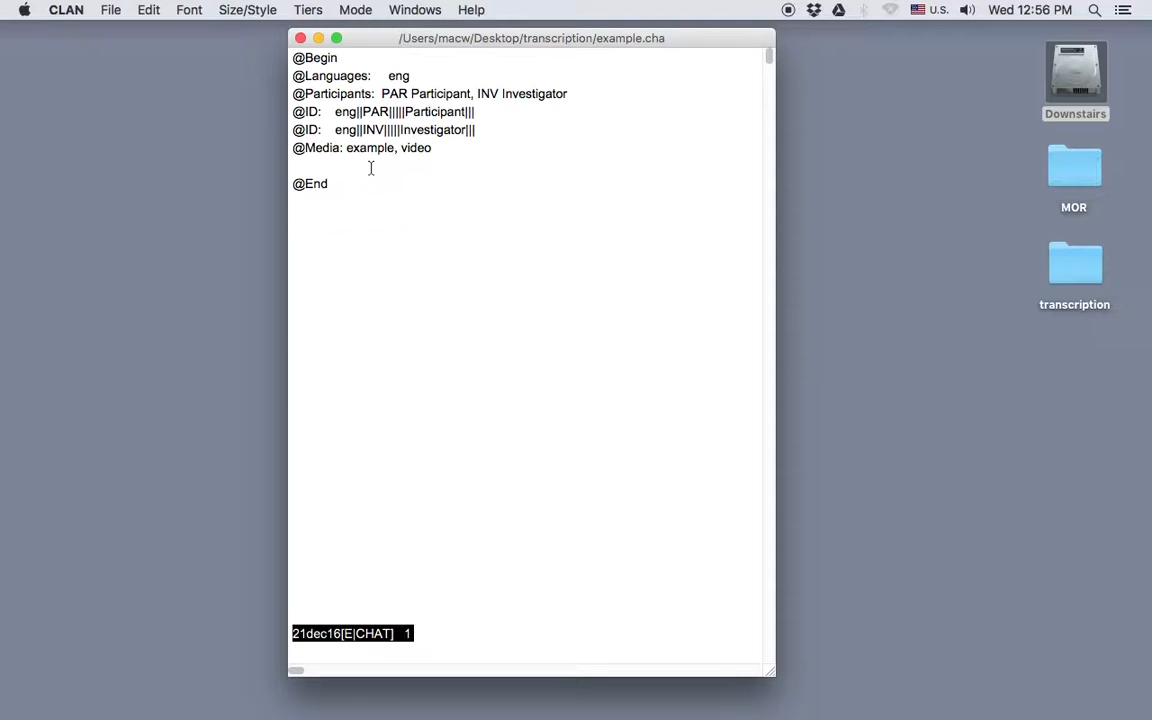 CLAN File Edit Font Size/Style Tiers Mode Windows Help U.S. Wed 12:56 PM
/Users/macw/Desktop/transcription/example.cha
@Begin
@Languages: eng
@Participants: PAR Participant, INV Investigator
@ID: eng||PAR|||||Participant|||
@ID: eng||INV|||||Investigator|||
@Media: example, video
@End
21dec16[E|CHAT] 1
Downstairs
MOR
transcription